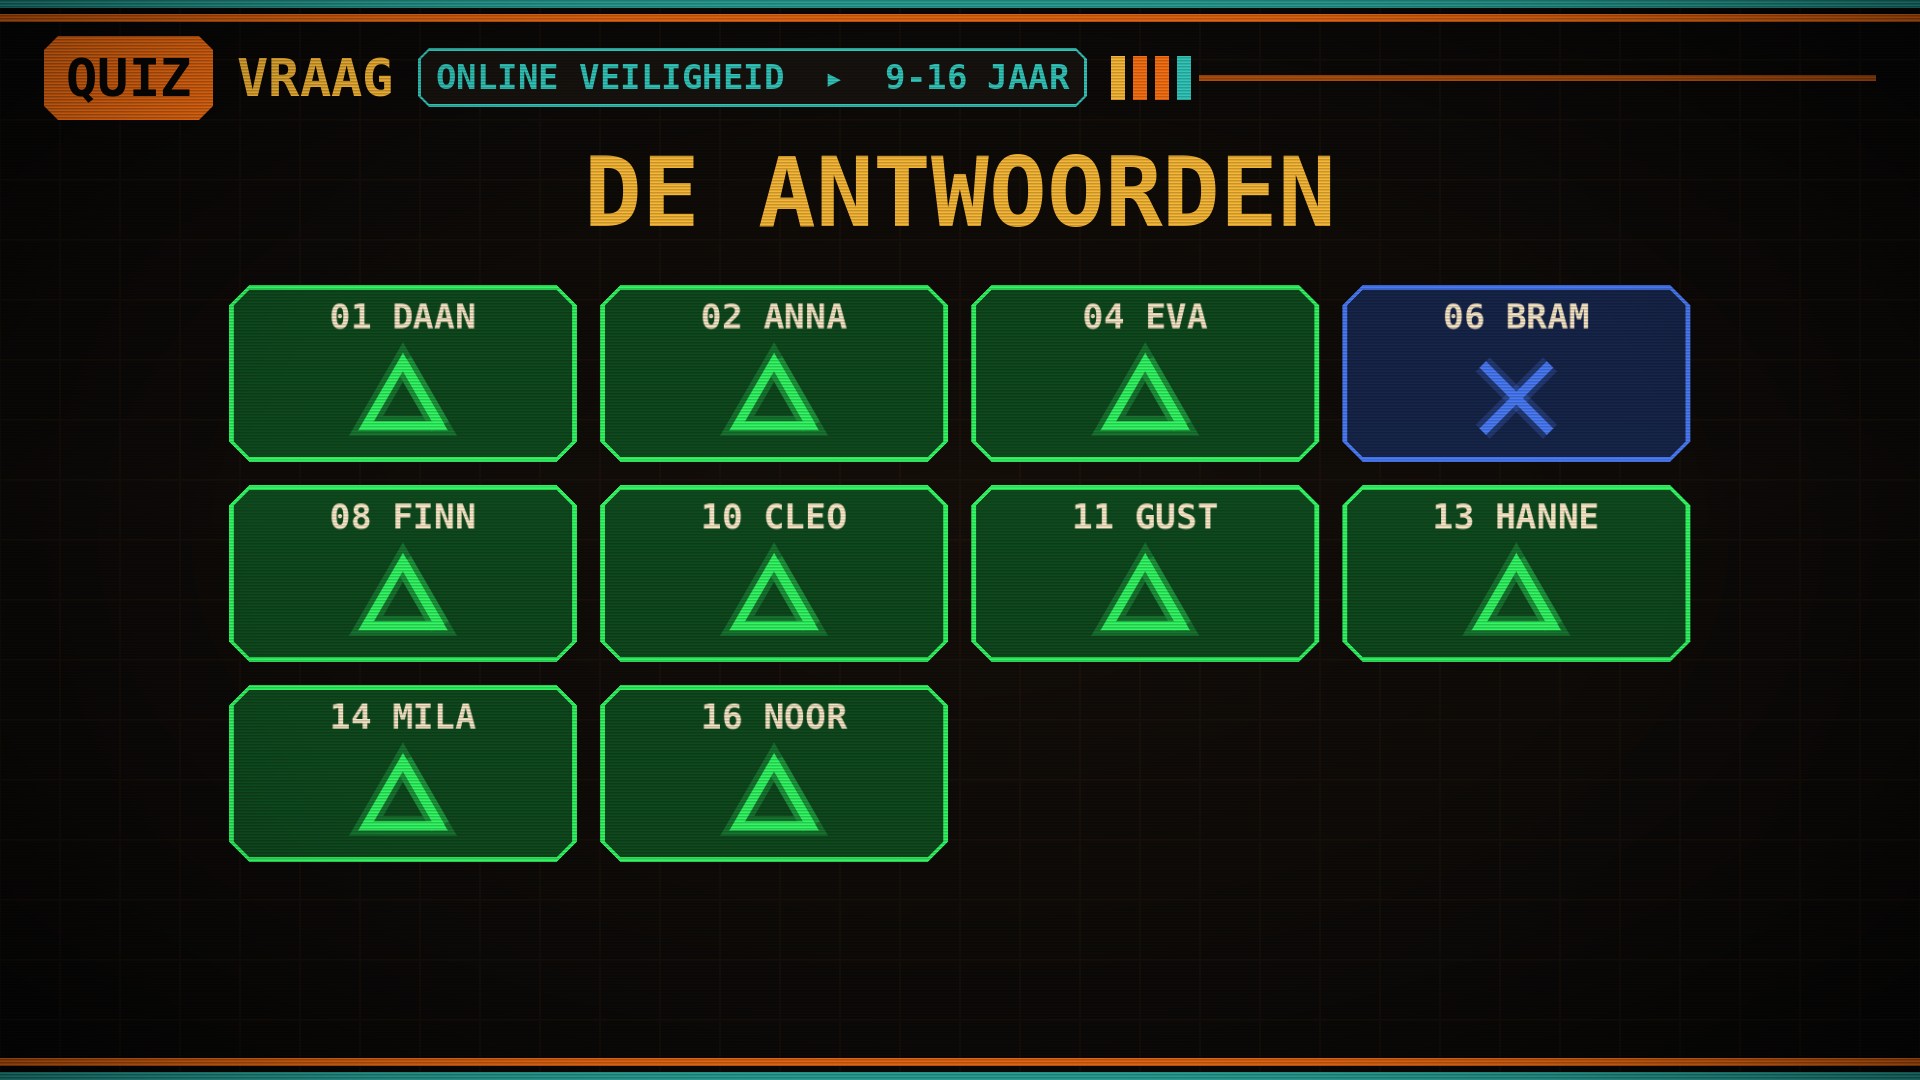 QUIZ VRAAG ONLINE VEILIGHEID ▸ 9-16 JAAR
DE ANTWOORDEN
01 DAAN
02 ANNA
04 EVA
06 BRAM
08 FINN
10 CLEO
11 GUST
13 HANNE
14 MILA
16 NOOR